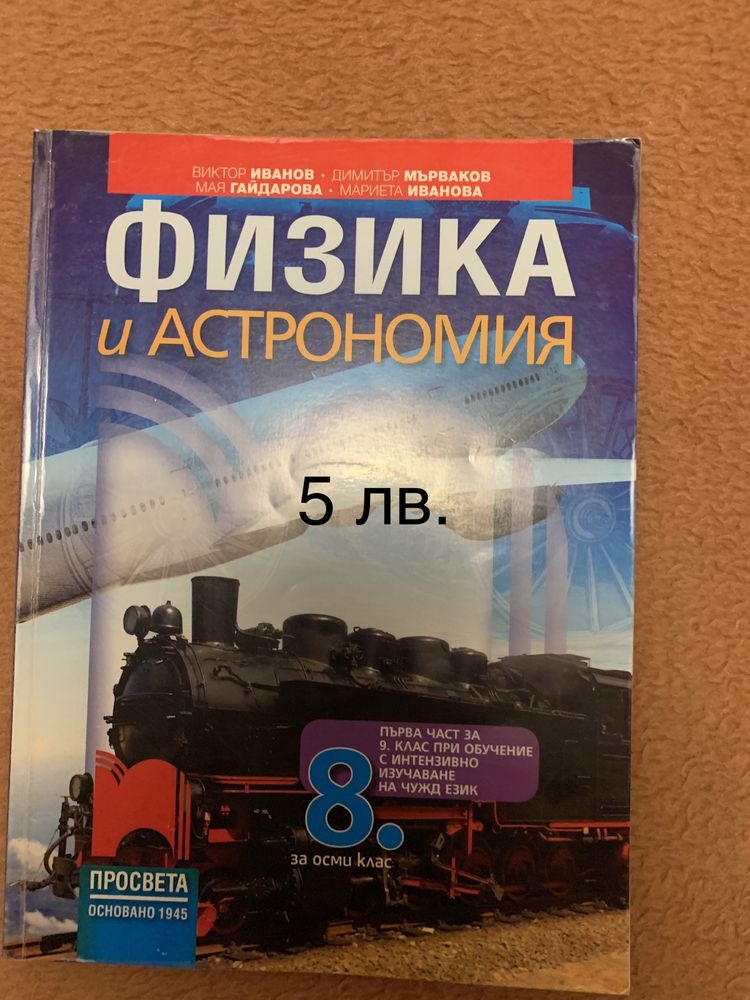 ВИКТОР ИВАНОВ · ДИМИТЪР МЪРВАКОВ
МАЯ ГАЙДАРОВА · МАРИЕТА ИВАНОВА
ФИЗИКА
и АСТРОНОМИЯ
5 лв.
ПЪРВА ЧАСТ ЗА
9. КЛАС ПРИ ОБУЧЕНИЕ
С ИНТЕНЗИВНО
ИЗУЧАВАНЕ
НА ЧУЖД ЕЗИК
8.
за осми клас
ПРОСВЕТА
ОСНОВАНО 1945